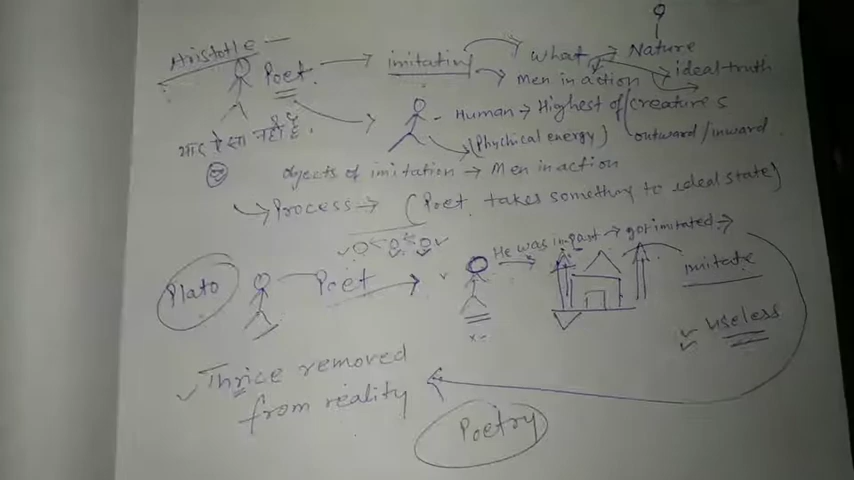 Aristotle
Poet → imitating → what → Nature
Men in action → ideal-truth
Human → Highest of creatures
(Phychical energy) outward/inward
नहीं है.
objects of imitation → Men in action
→ Process → (Poet takes something to ideal state)
He was → got imitated →
Plato Poet → imitate
useless
Thrice removed
from reality
Poetry